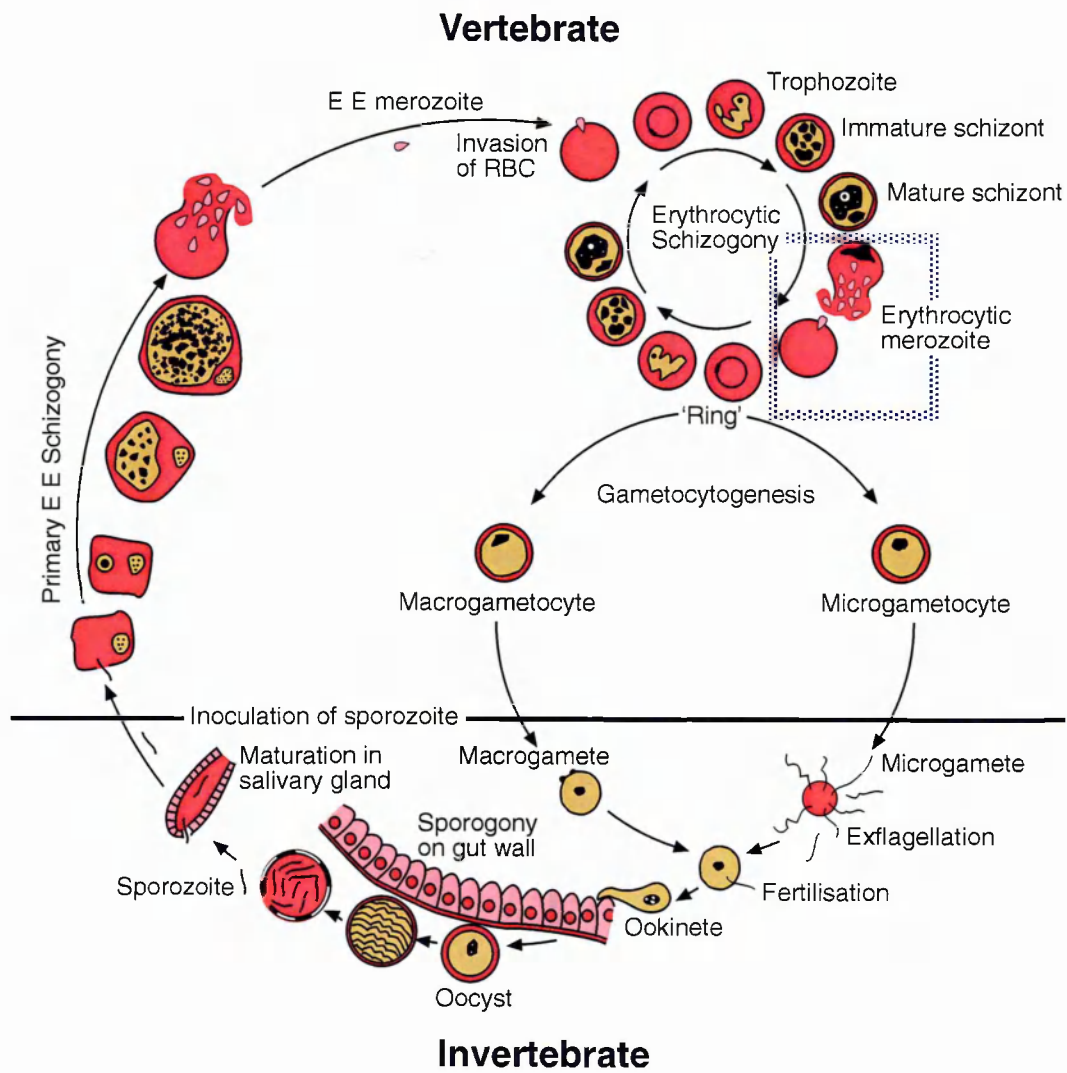 Vertebrate
E E merozoite
Invasion
of RBC
Trophozoite
Immature schizont
Mature schizont
Erythrocytic
Schizogony
Erythrocytic
merozoite
'Ring'
Primary E E Schizogony
Gametocytogenesis
Macrogametocyte
Microgametocyte
Inoculation of sporozoite
Maturation in
salivary gland
Macrogamete
Microgamete
Exflagellation
Sporogony
on gut wall
Sporozoite
Fertilisation
Ookinete
Oocyst
Invertebrate